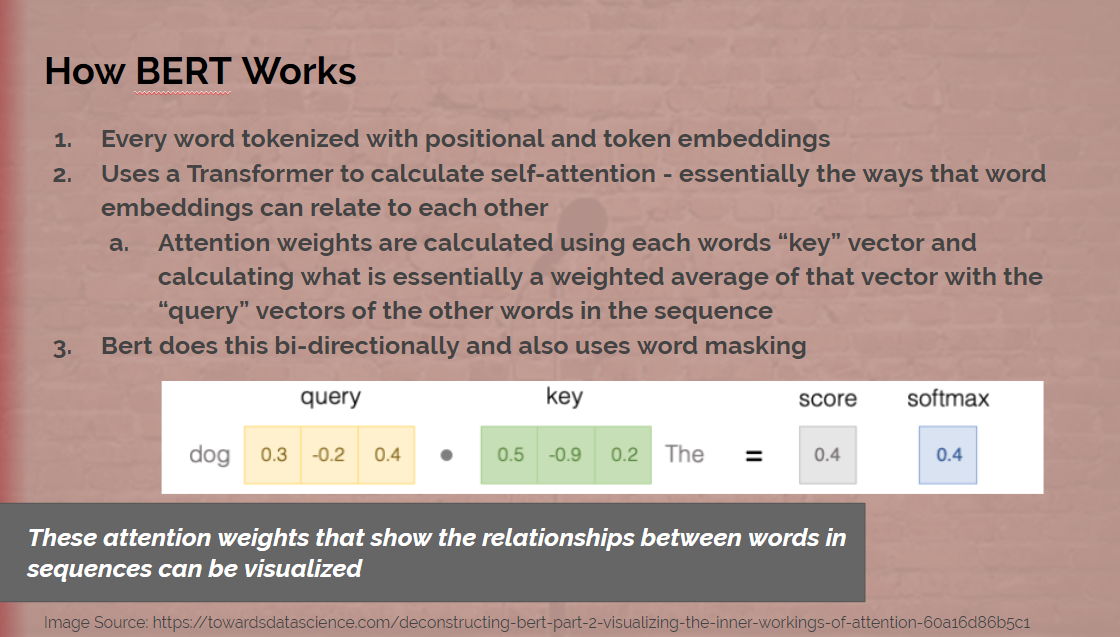 How BERT Works
1. Every word tokenized with positional and token embeddings
2. Uses a Transformer to calculate self-attention - essentially the ways that word
embeddings can relate to each other
a. Attention weights are calculated using each words “key” vector and
calculating what is essentially a weighted average of that vector with the
“query” vectors of the other words in the sequence
3. Bert does this bi-directionally and also uses word masking
query key score softmax
dog 0.3 -0.2 0.4 • 0.5 -0.9 0.2 The = 0.4 0.4
These attention weights that show the relationships between words in
sequences can be visualized
Image Source: https://towardsdatascience.com/deconstructing-bert-part-2-visualizing-the-inner-workings-of-attention-60a16d86b5c1